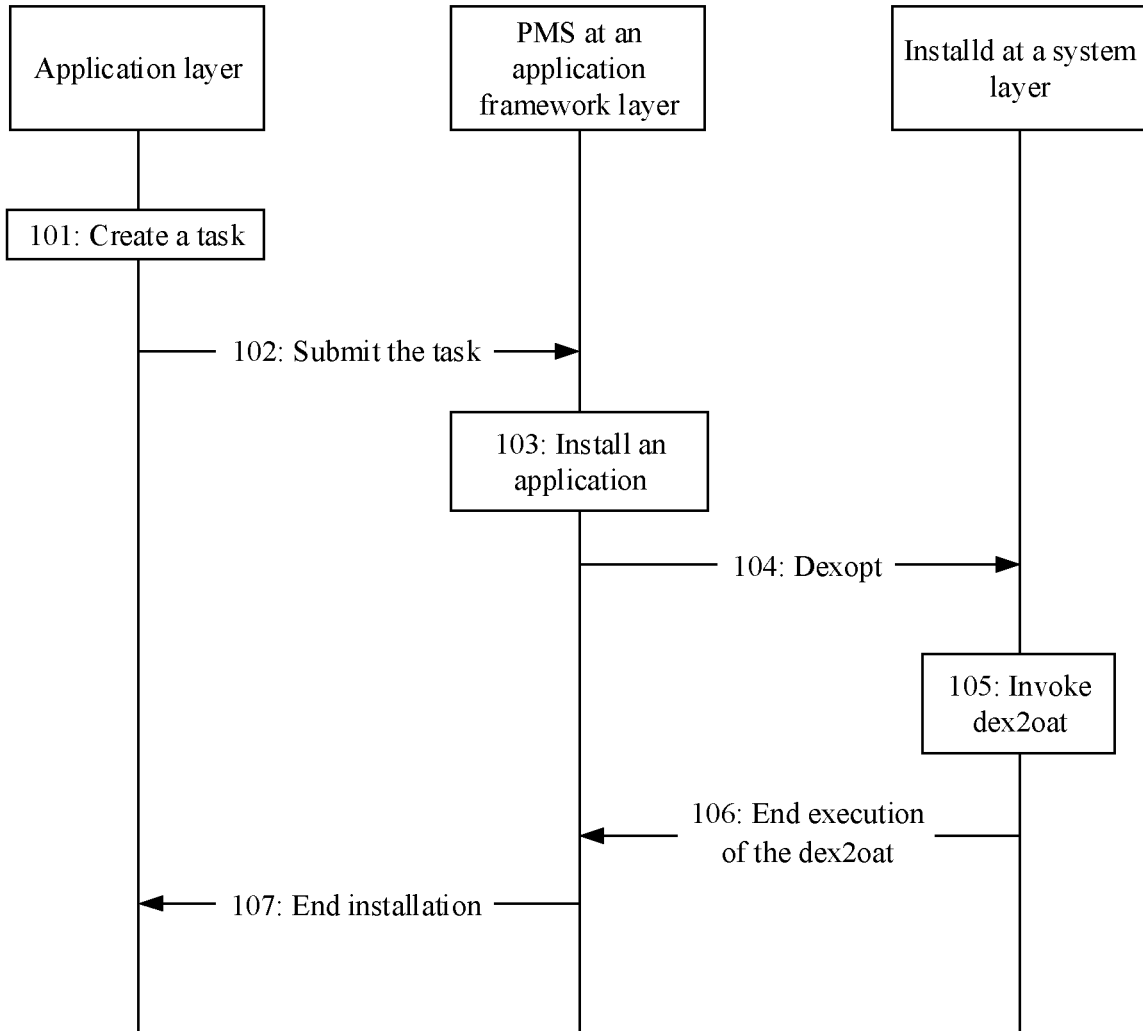 Application layer
PMS at an
application
framework layer
Installd at a system
layer
101: Create a task
102: Submit the task
103: Install an
application
104: Dexopt
105: Invoke
dex2oat
106: End execution
of the dex2oat
107: End installation